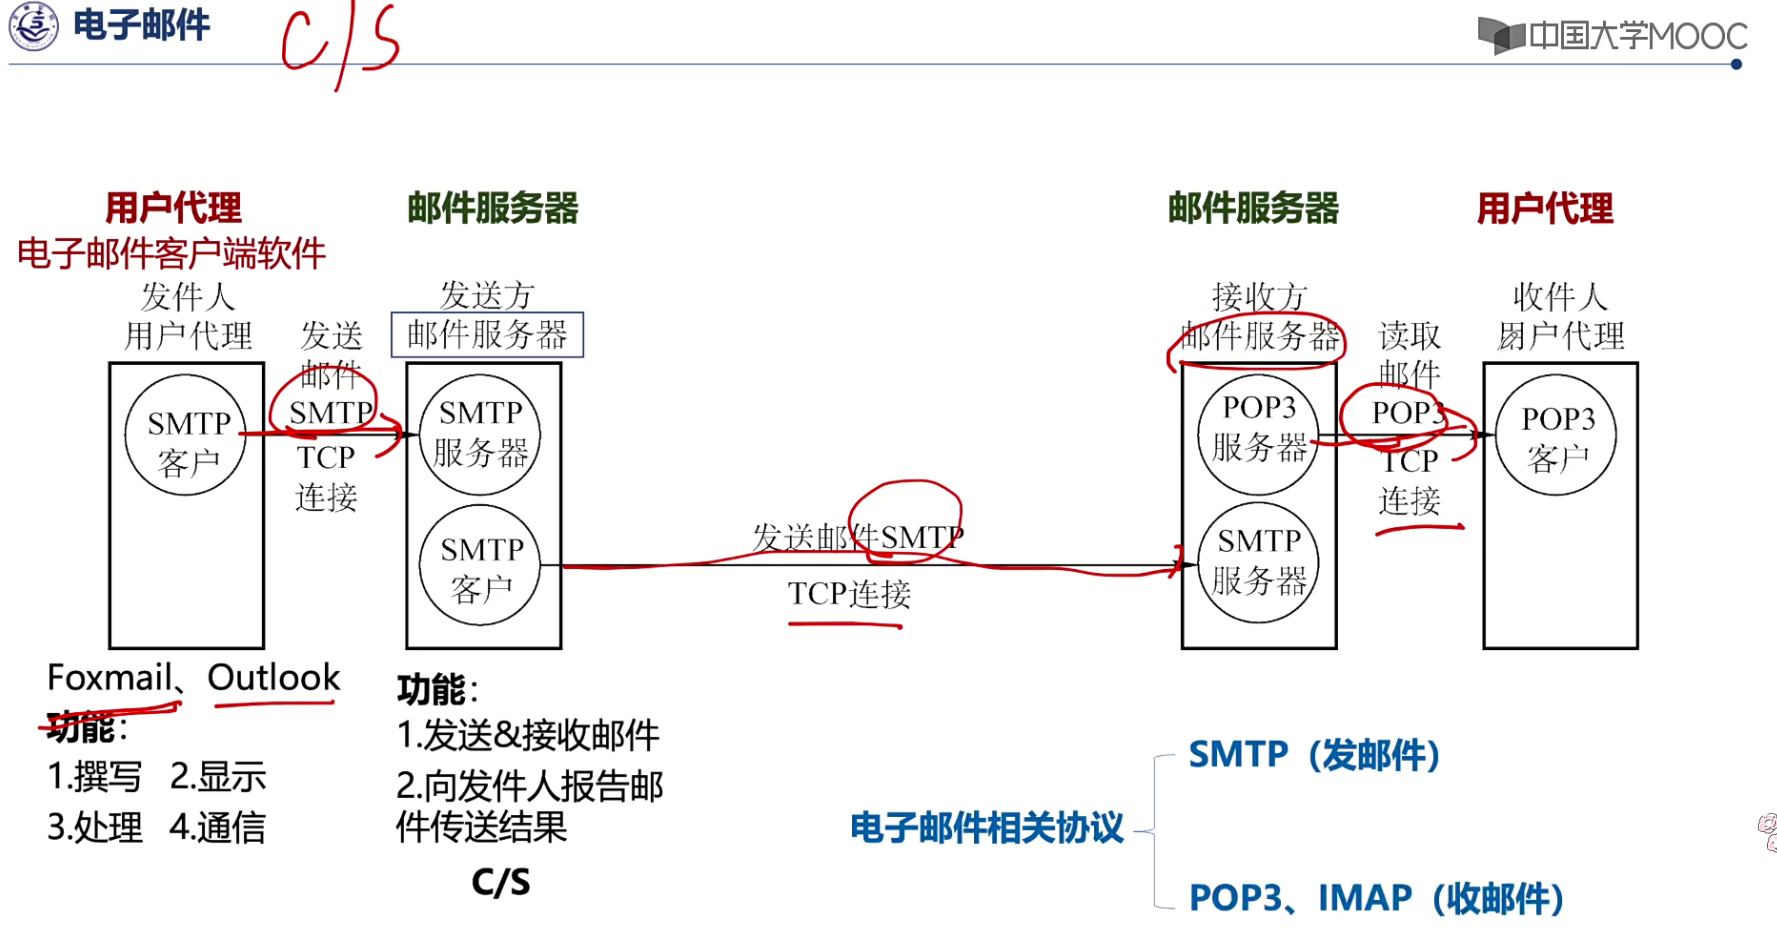 电子邮件
C/S
中国大学MOOC
用户代理
邮件服务器
邮件服务器
用户代理
电子邮件客户端软件
发件人
用户代理
发送
邮件
SMTP
TCP
连接
发送方
邮件服务器
接收方
邮件服务器
读取
邮件
POP3
TCP
连接
收件人
用户代理
SMTP
客户
SMTP
服务器
SMTP
客户
发送邮件SMTP
TCP连接
POP3
服务器
SMTP
服务器
POP3
客户
Foxmail、Outlook
功能：
1.撰写 2.显示
3.处理 4.通信
功能：
1.发送&接收邮件
2.向发件人报告邮
件传送结果
C/S
电子邮件相关协议
SMTP（发邮件）
POP3、IMAP（收邮件）